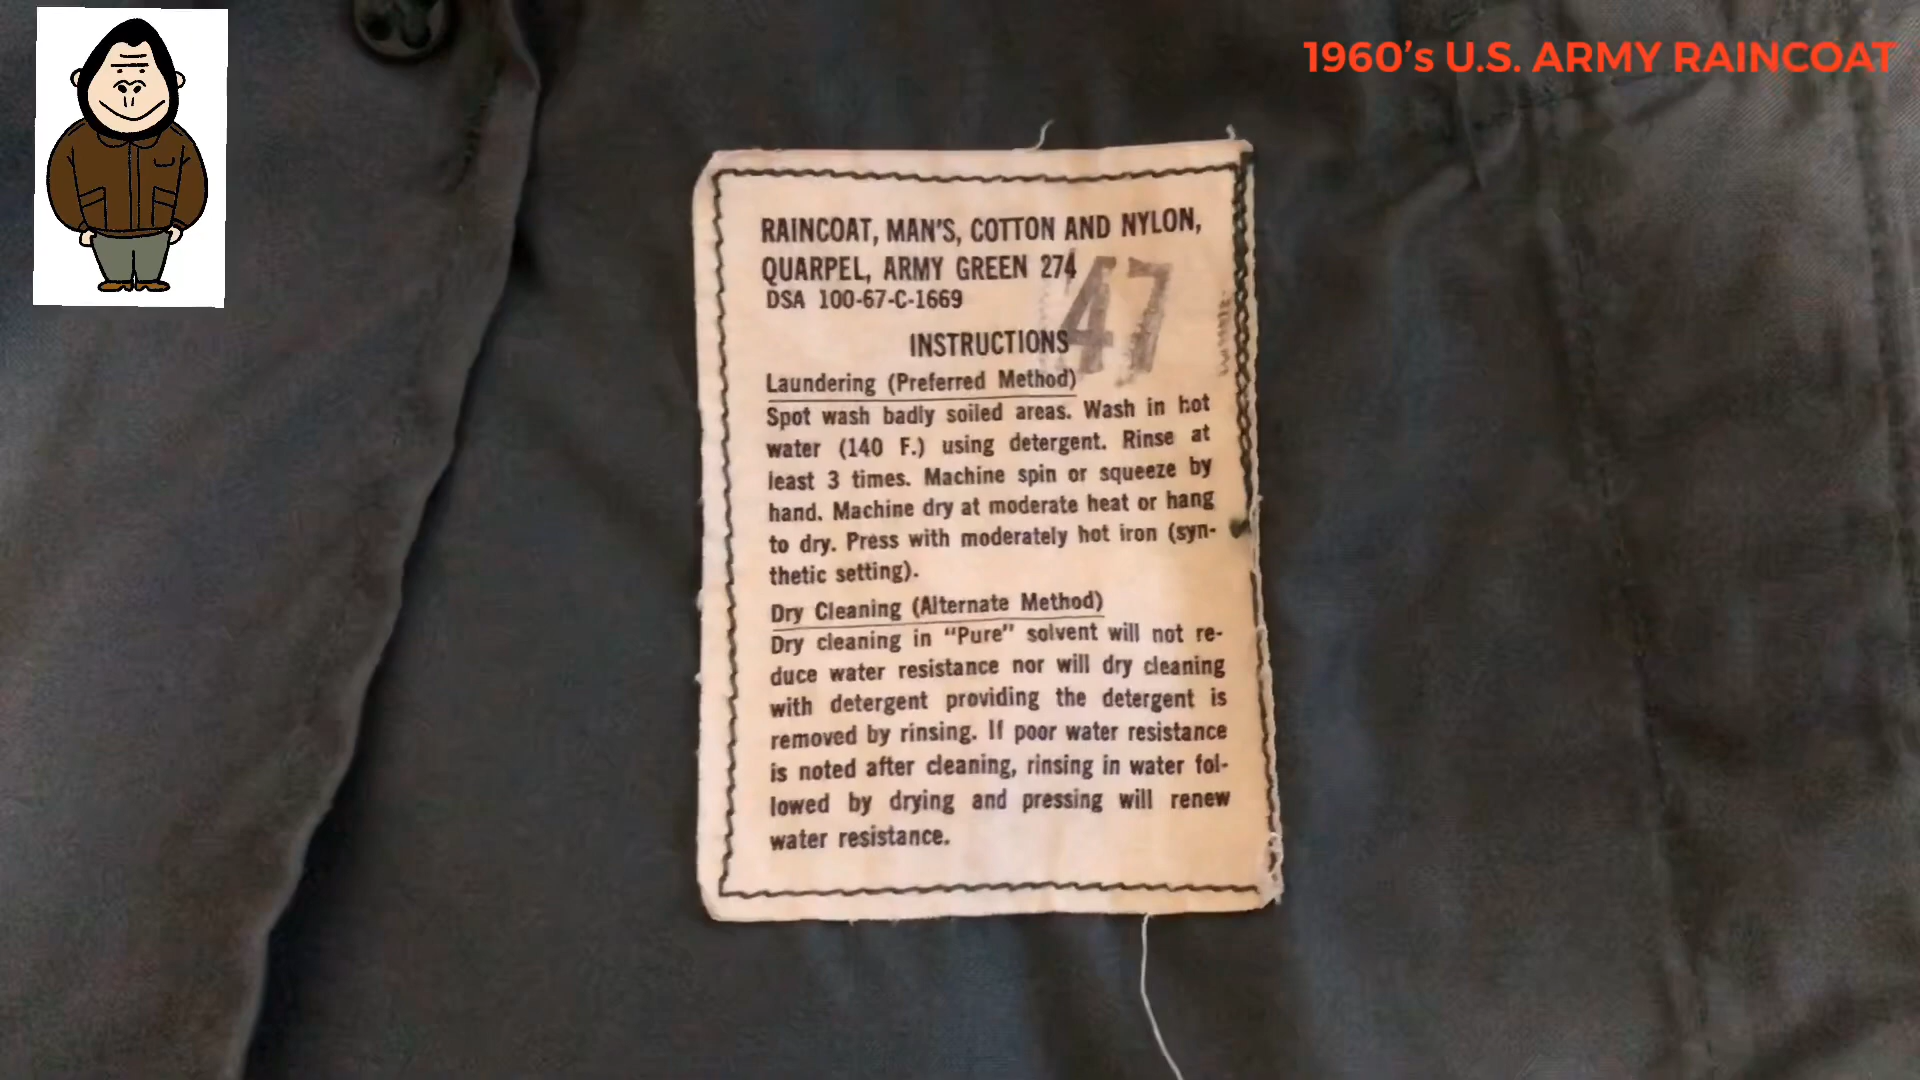 1960's U.S. ARMY RAINCOAT
RAINCOAT, MAN'S, COTTON AND NYLON,
QUARPEL, ARMY GREEN 274
DSA 100-67-C-1669
47
INSTRUCTIONS
Laundering (Preferred Method)
Spot wash badly soiled areas. Wash in hot
water (140 F.) using detergent. Rinse at
least 3 times. Machine spin or squeeze by
hand. Machine dry at moderate heat or hang
to dry. Press with moderately hot iron (syn-
thetic setting).
Dry Cleaning (Alternate Method)
Dry cleaning in "Pure" solvent will not re-
duce water resistance nor will dry cleaning
with detergent providing the detergent is
removed by rinsing. If poor water resistance
is noted after cleaning, rinsing in water fol-
lowed by drying and pressing will renew
water resistance.